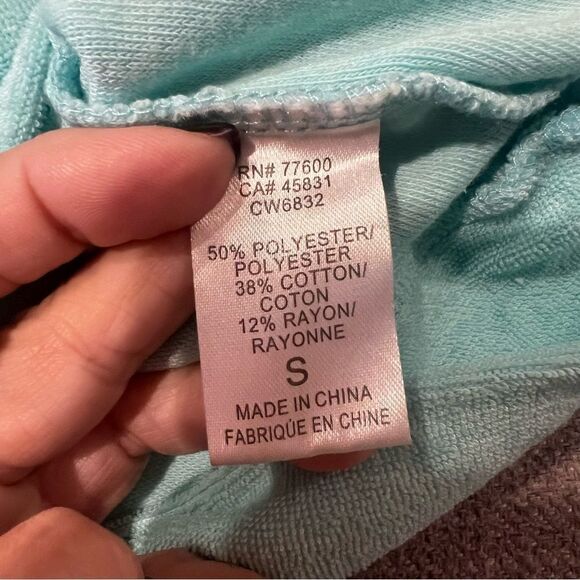 RN# 77600
CA# 45831
CW6832
50% POLYESTER/
POLYESTER
38% COTTON/
COTON
12% RAYON/
RAYONNE
S
MADE IN CHINA
FABRIQÚE EN CHINE